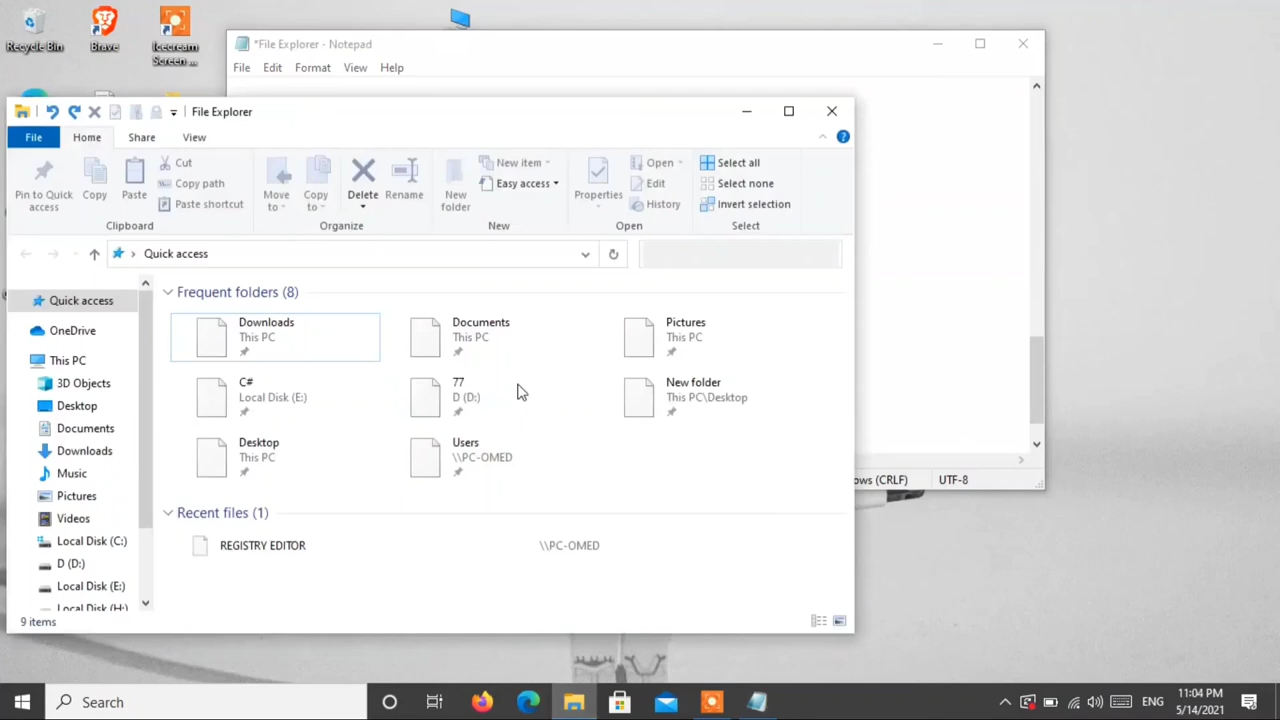 Recycle Bin
Brave
Icecream
Screen ...
*File Explorer - Notepad
File Edit Format View Help
File Explorer
File Home Share View
Pin to Quick
access
Copy
Paste
Cut
Copy path
Paste shortcut
Clipboard
Move
to
Copy
to
Delete
Rename
Organize
New
folder
New item
Easy access
New
Properties
Open
Edit
History
Open
Select all
Select none
Invert selection
Select
Quick access
Quick access
OneDrive
This PC
3D Objects
Desktop
Documents
Downloads
Music
Pictures
Videos
Local Disk (C:)
D (D:)
Local Disk (E:)
Local Disk (H:)
Frequent folders (8)
Downloads
This PC
Documents
This PC
Pictures
This PC
C#
Local Disk (E:)
77
D (D:)
New folder
This PC\Desktop
Desktop
This PC
Users
\\PC-OMED
Recent files (1)
REGISTRY EDITOR \\PC-OMED
9 items
ows (CRLF) UTF-8
Search
ENG
11:04 PM
5/14/2021